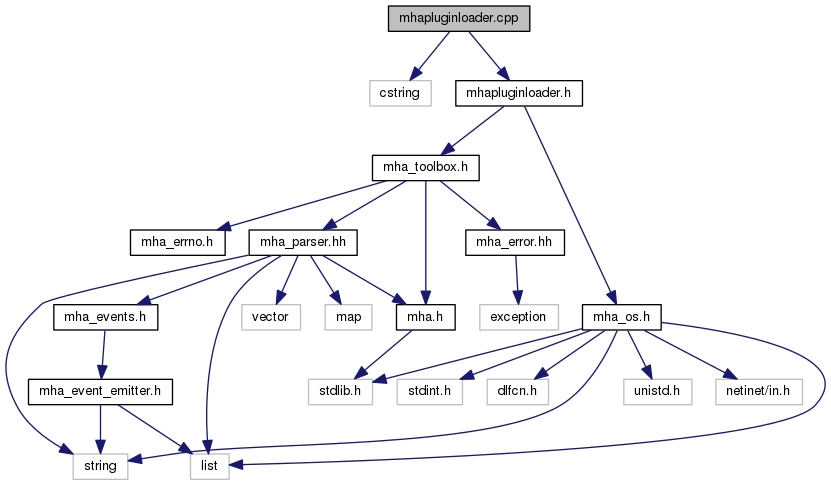 mhapluginloader.cpp
cstring
mhapluginloader.h
mha_toolbox.h
mha_errno.h
mha_parser.hh
mha_error.hh
mha_events.h
vector
map
mha.h
exception
mha_os.h
mha_event_emitter.h
stdlib.h
stdint.h
dlfcn.h
unistd.h
netinet/in.h
string
list